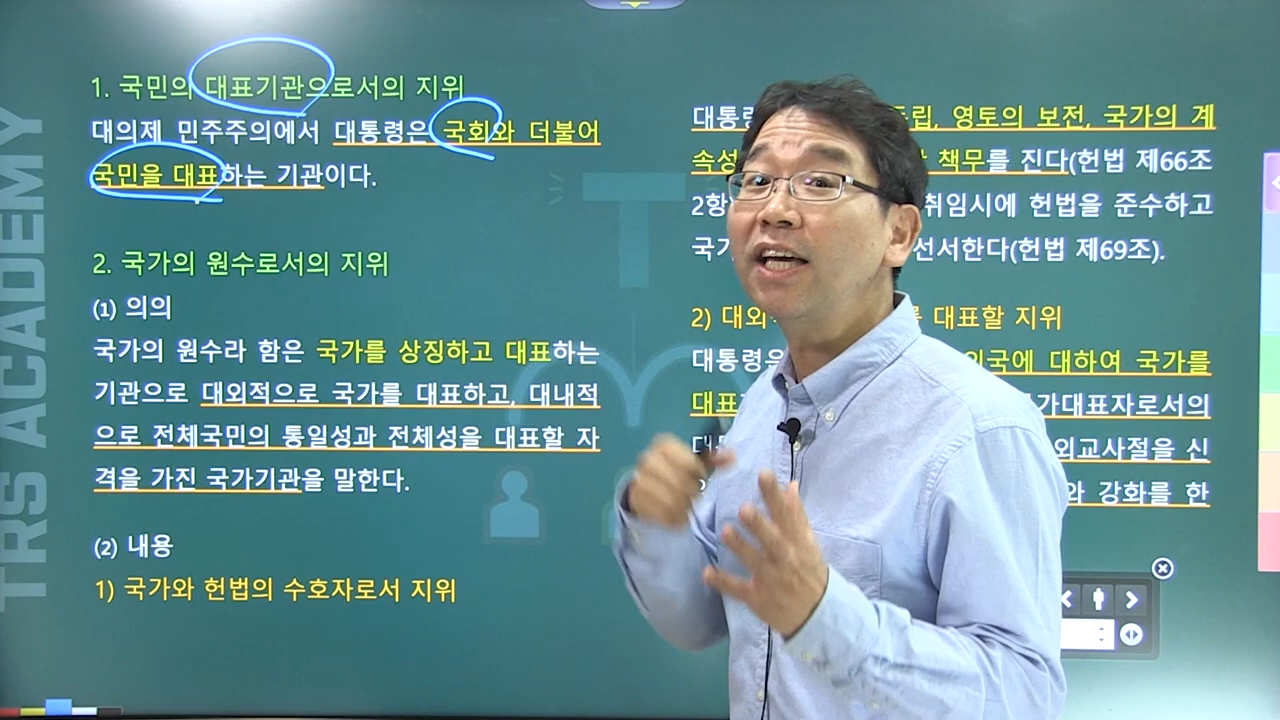 TRS ACADEMY
1. 국민의 대표기관으로서의 지위
대의제 민주주의에서 대통령은 국회와 더불어
국민을 대표하는 기관이다.
2. 국가의 원수로서의 지위
(1) 의의
국가의 원수라 함은 국가를 상징하고 대표하는
기관으로 대외적으로 국가를 대표하고, 대내적
으로 전체국민의 통일성과 전체성을 대표할 자
격을 가진 국가기관을 말한다.
(2) 내용
1) 국가와 헌법의 수호자로서 지위
영토의 보전, 국가의 계
속성 책무를 진다(헌법 제66조
2항 취임시에 헌법을 준수하고
선서한다(헌법 제69조).
2) 대외 대표할 지위
대통령은 외국에 대하여 국가를
대표 국가대표자로서의
외교사절을 신
와 강화를 한